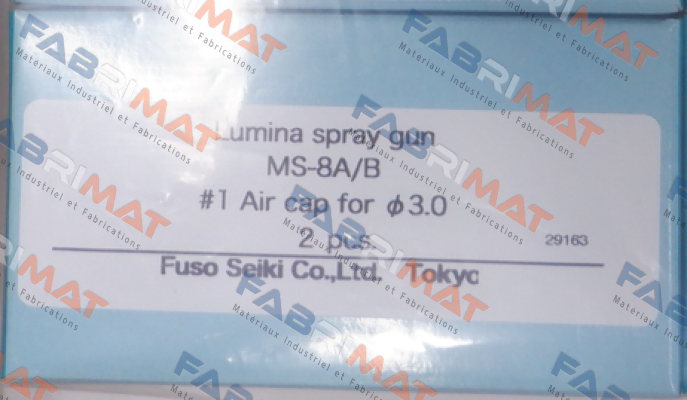 Lumina spray gun
MS-8A/B
#1 Air cap for ϕ3.0
2 pcs. 29163
Fuso Seiki Co.,Ltd. Tokyo
FABRIMAT
Matériaux Industriel et Fabrications